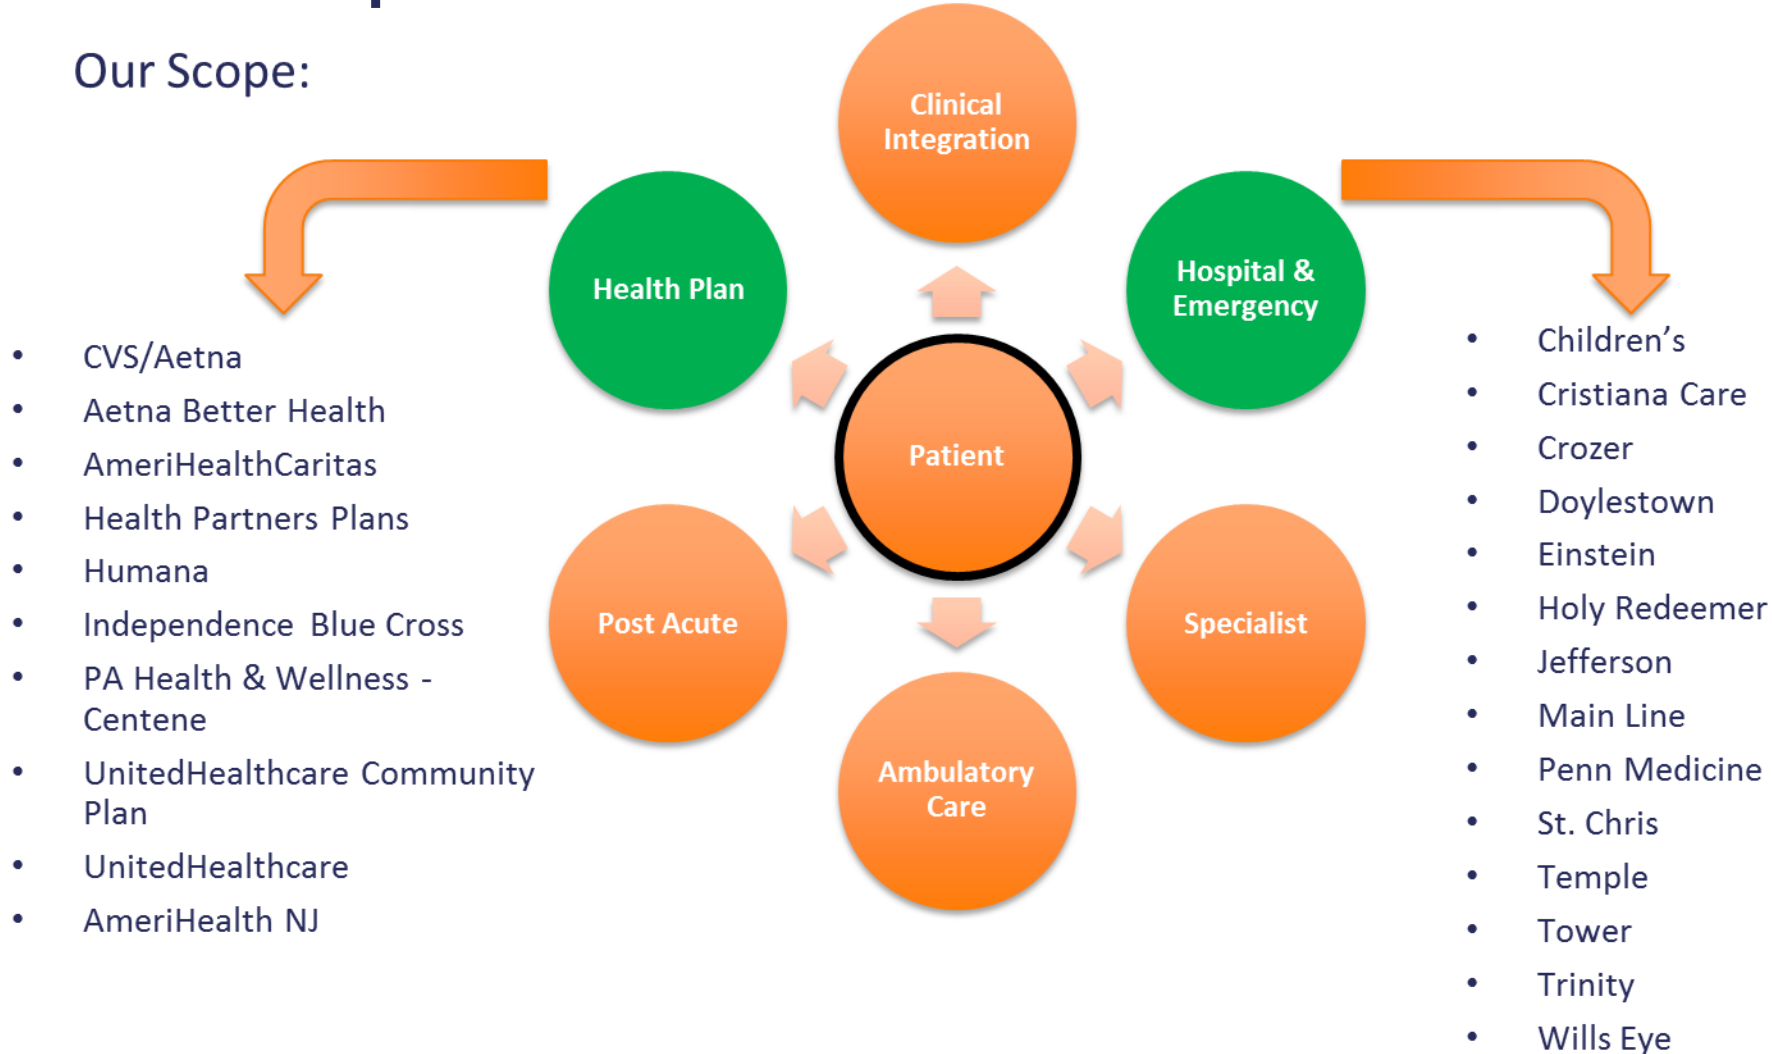 Our Scope:
Clinical
Integration
Health Plan
Hospital &
Emergency
Patient
Post Acute
Specialist
Ambulatory
Care
• CVS/Aetna
• Aetna Better Health
• AmeriHealthCaritas
• Health Partners Plans
• Humana
• Independence Blue Cross
• PA Health & Wellness -
Centene
• UnitedHealthcare Community
Plan
• UnitedHealthcare
• AmeriHealth NJ
• Children’s
• Cristiana Care
• Crozer
• Doylestown
• Einstein
• Holy Redeemer
• Jefferson
• Main Line
• Penn Medicine
• St. Chris
• Temple
• Tower
• Trinity
• Wills Eye